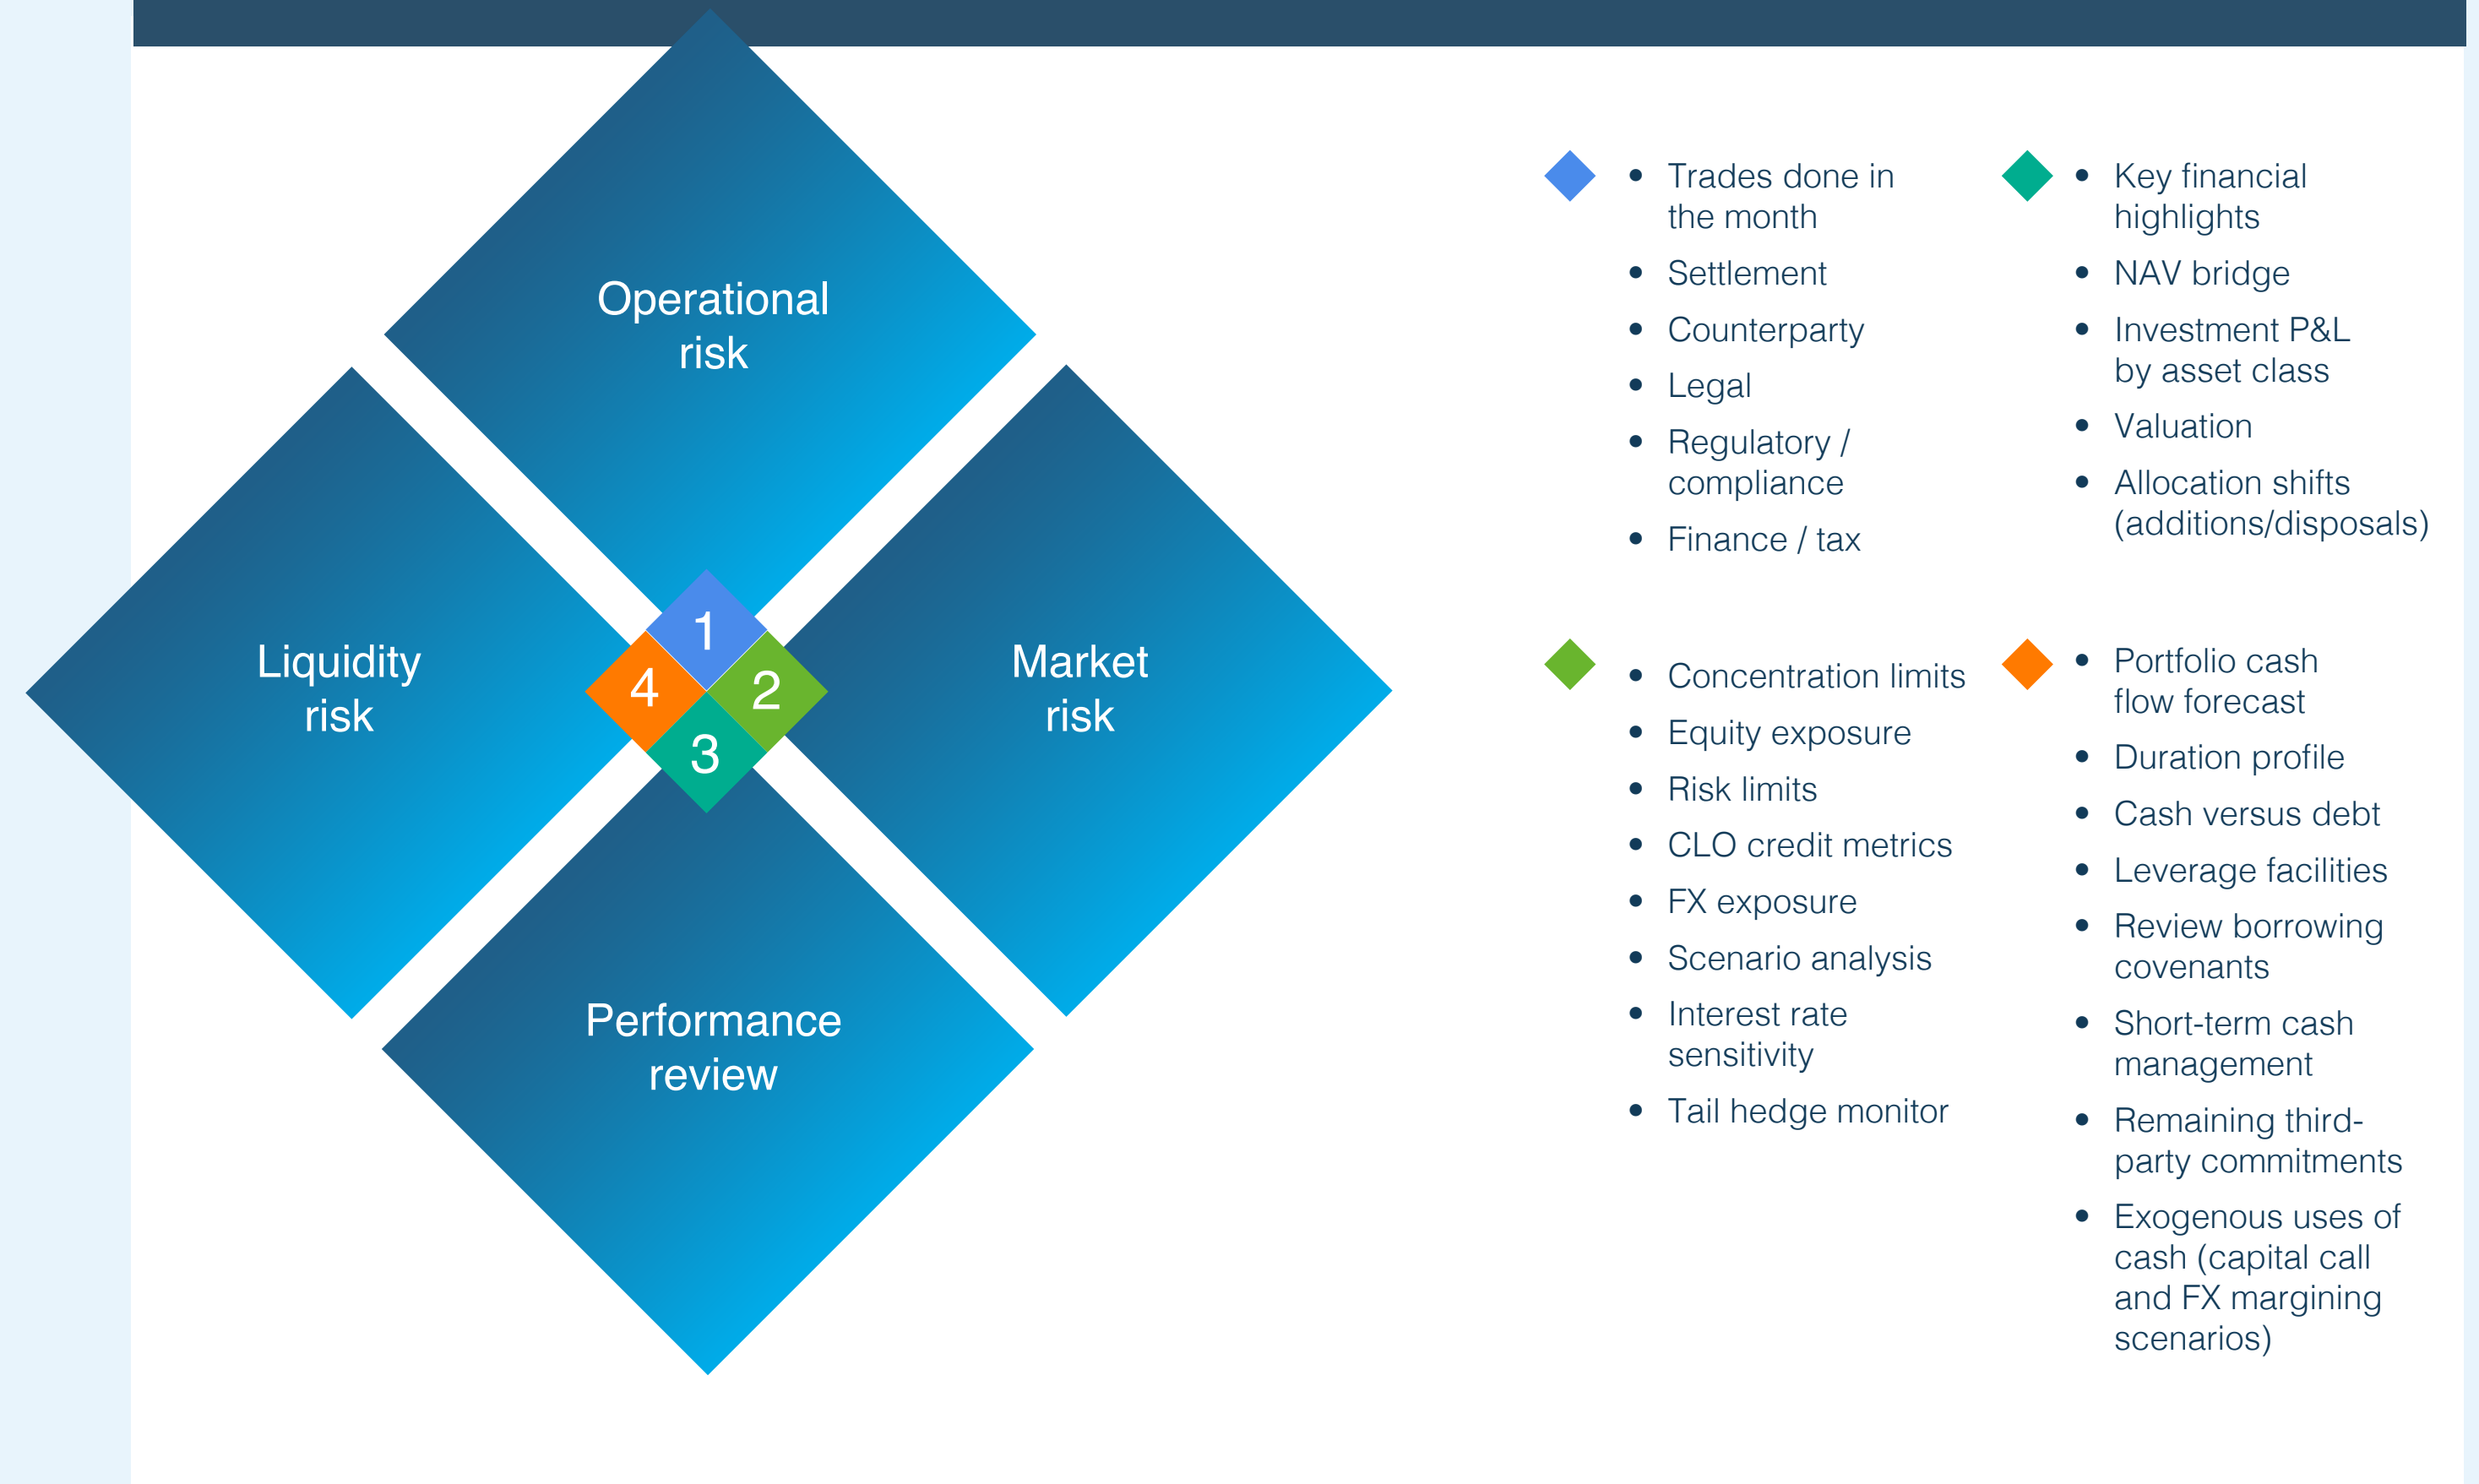 Operational
risk
Liquidity
risk
1
4
2
3
Market
risk
Performance
review
• Trades done in
the month
• Settlement
• Counterparty
• Legal
• Regulatory /
compliance
• Finance / tax
• Key financial
highlights
• NAV bridge
• Investment P&L
by asset class
• Valuation
• Allocation shifts
(additions/disposals)
• Concentration limits
• Equity exposure
• Risk limits
• CLO credit metrics
• FX exposure
• Scenario analysis
• Interest rate
sensitivity
• Tail hedge monitor
• Portfolio cash
flow forecast
• Duration profile
• Cash versus debt
• Leverage facilities
• Review borrowing
covenants
• Short-term cash
management
• Remaining third-
party commitments
• Exogenous uses of
cash (capital call
and FX margining
scenarios)